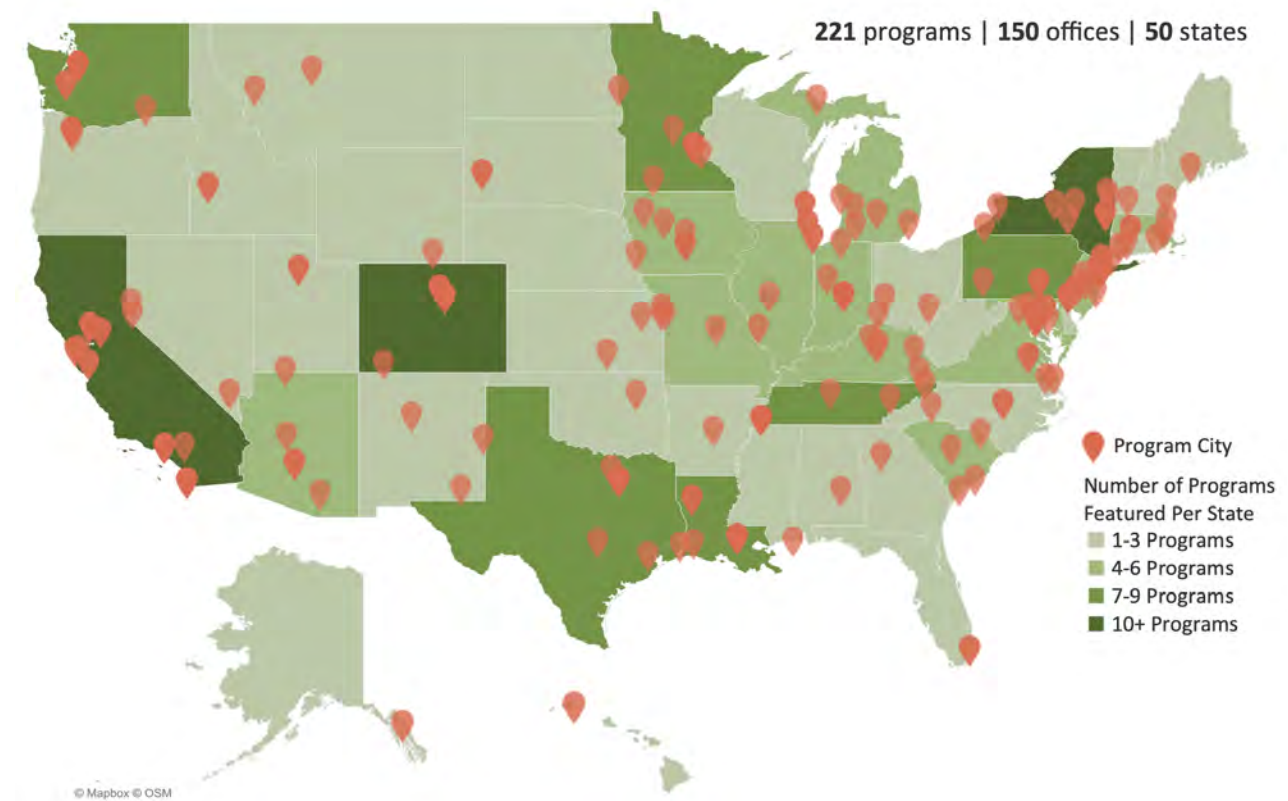 221 programs | 150 offices | 50 states
Program City
Number of Programs
Featured Per State
1-3 Programs
4-6 Programs
7-9 Programs
10+ Programs
© Mapbox © OSM